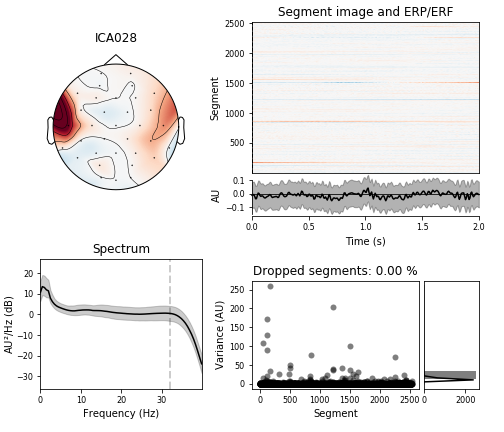 ICA028
Segment image and ERP/ERF
2500
2000
1500
1000
500
Segment
0.1
0.0
−0.1
AU
0.0 0.5 1.0 1.5 2.0
Time (s)
Spectrum
20
10
0
−10
−20
−30
AU²/Hz (dB)
0 10 20 30
Frequency (Hz)
Dropped segments: 0.00 %
250
200
150
100
50
0
Variance (AU)
0 500 1000 1500 2000 2500
Segment
0 2000